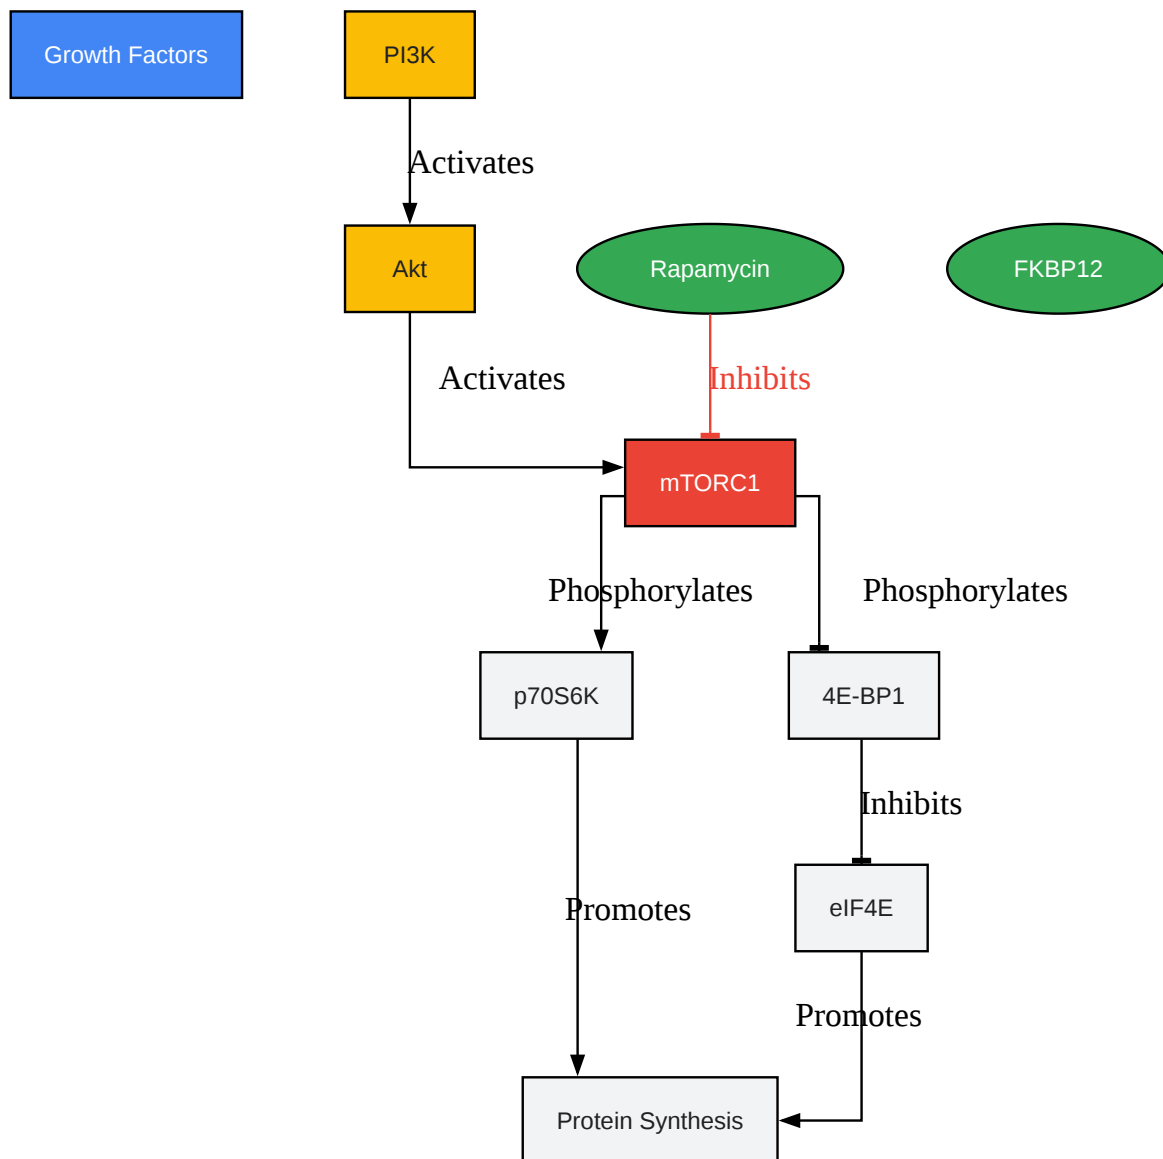 Growth Factors
PI3K
Activates
Akt
Rapamycin
FKBP12
Activates
Inhibits
mTORC1
Phosphorylates
Phosphorylates
p70S6K
4E-BP1
Inhibits
eIF4E
Promotes
Promotes
Protein Synthesis